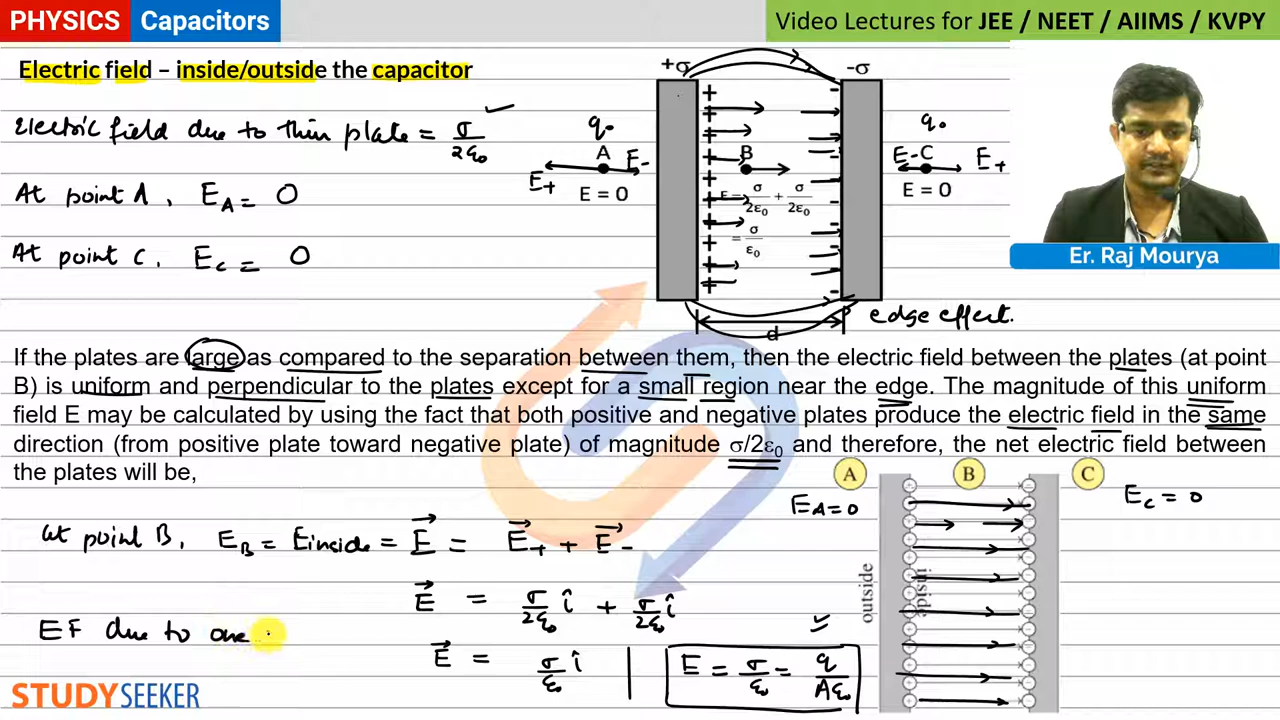 PHYSICS Capacitors Video Lectures for JEE / NEET / AIIMS / KVPY
Electric field – inside/outside the capacitor
+σ -σ
Electric field due to thin plate = σ/2ε₀
q₀ q₀
A B C
E+ E- E- E+
E = 0 E = 0
At point A, E_A = 0
E = σ/2ε₀ + σ/2ε₀
= σ/ε₀
At point C, E_C = 0
Er. Raj Mourya
d
edge effect.
If the plates are large as compared to the separation between them, then the electric field between the plates (at point
B) is uniform and perpendicular to the plates except for a small region near the edge. The magnitude of this uniform
field E may be calculated by using the fact that both positive and negative plates produce the electric field in the same
direction (from positive plate toward negative plate) of magnitude σ/2ε₀ and therefore, the net electric field between
the plates will be,
A B C
E_A = 0 E_C = 0
At point B, E_B = E inside = E⃗ = E⃗+ + E⃗-
E⃗ = σ/2ε₀ î + σ/2ε₀ î
outside inside
EF due to one
E⃗ = σ/ε₀ î
E = σ/ε₀ = q/Aε₀
STUDYSEEKER